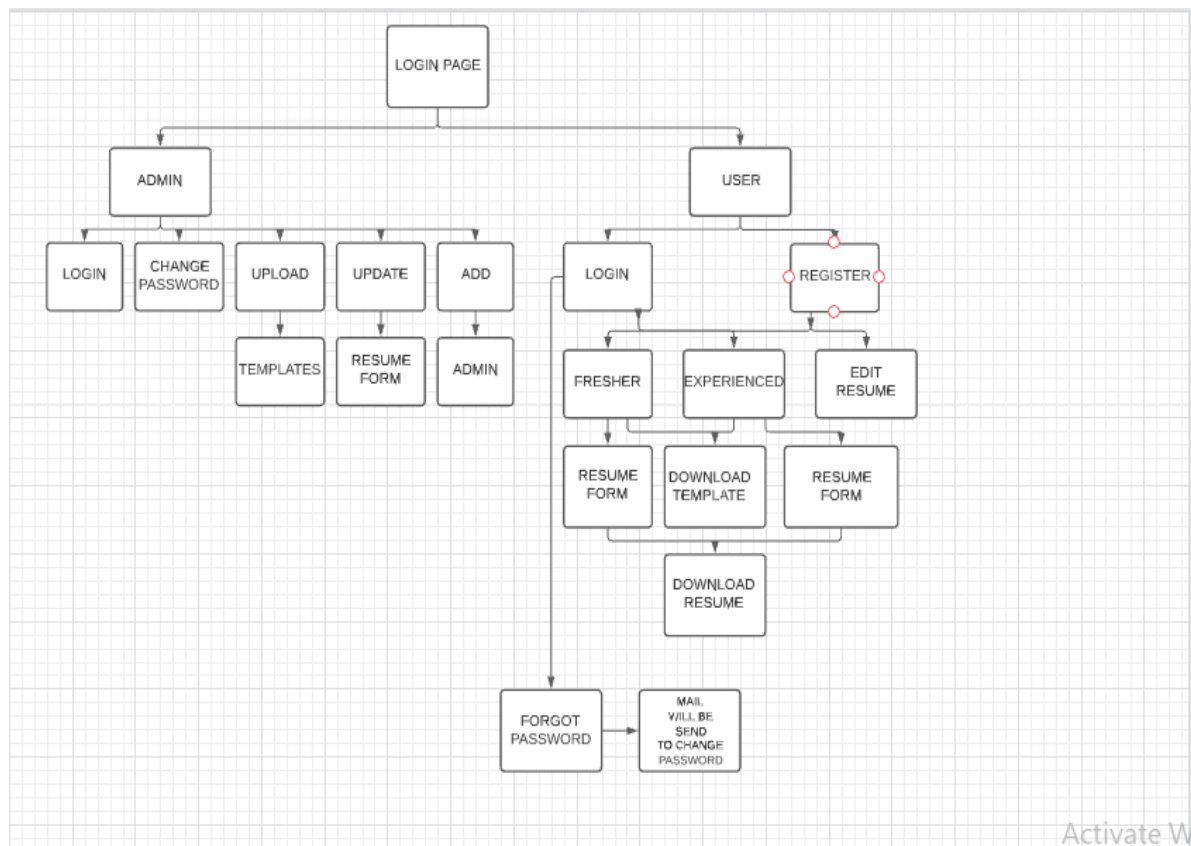 LOGIN PAGE
ADMIN
USER
LOGIN
CHANGE
PASSWORD
UPLOAD
UPDATE
ADD
LOGIN
REGISTER
TEMPLATES
RESUME
FORM
ADMIN
FRESHER
EXPERIENCED
EDIT
RESUME
RESUME
FORM
DOWNLOAD
TEMPLATE
RESUME
FORM
DOWNLOAD
RESUME
FORGOT
PASSWORD
MAIL
WILL BE
SEND
TO CHANGE
PASSWORD
Activate W